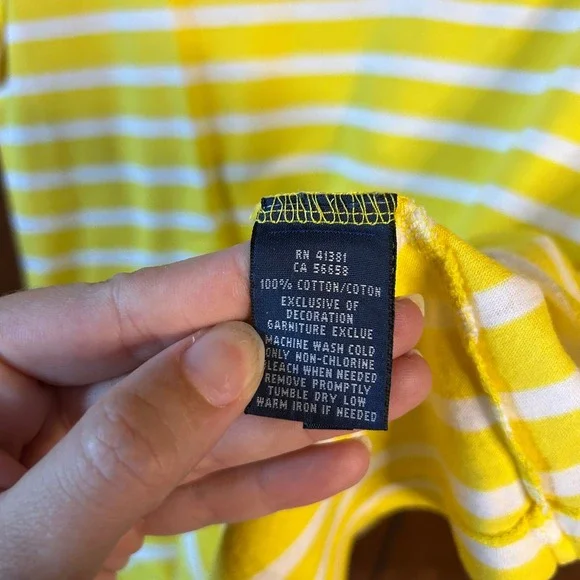 RN 41381
CA 56658
100% COTTON/COTON
EXCLUSIVE OF
DECORATION
GARNITURE EXCLUE
MACHINE WASH COLD
ONLY NON-CHLORINE
BLEACH WHEN NEEDED
REMOVE PROMPTLY
TUMBLE DRY LOW
WARM IRON IF NEEDED